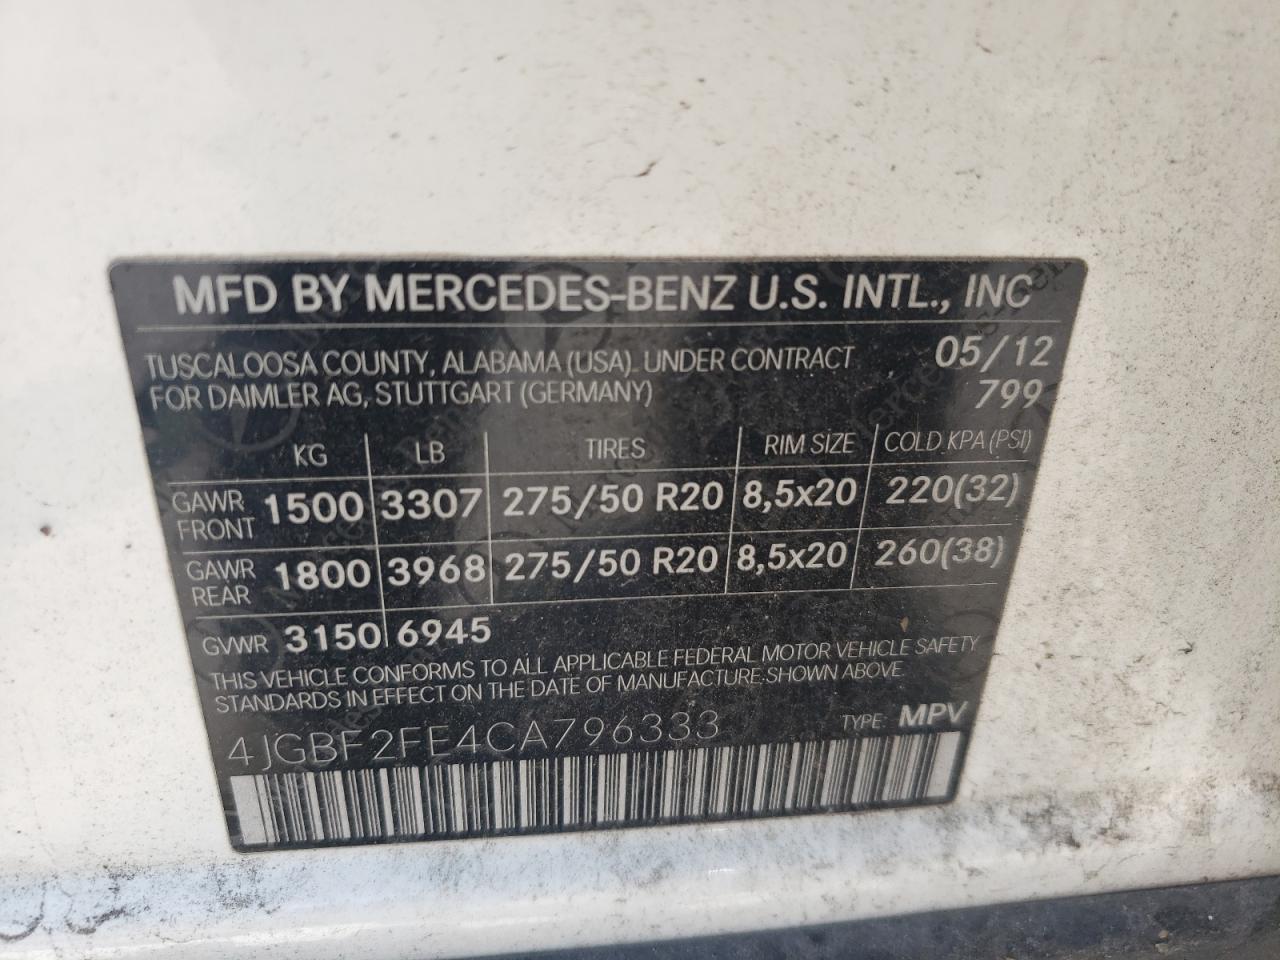 MFD BY MERCEDES-BENZ U.S. INTL., INC
TUSCALOOSA COUNTY, ALABAMA (USA) UNDER CONTRACT 05/12
FOR DAIMLER AG, STUTTGART (GERMANY) 799
KG LB TIRES RIM SIZE COLD KPA (PSI)
GAWR FRONT 1500 3307 275/50 R20 8,5x20 220(32)
GAWR REAR 1800 3968 275/50 R20 8,5x20 260(38)
GVWR 3150 6945
THIS VEHICLE CONFORMS TO ALL APPLICABLE FEDERAL MOTOR VEHICLE SAFETY
STANDARDS IN EFFECT ON THE DATE OF MANUFACTURE SHOWN ABOVE
4JGBF2FE4CA796333 TYPE: MPV